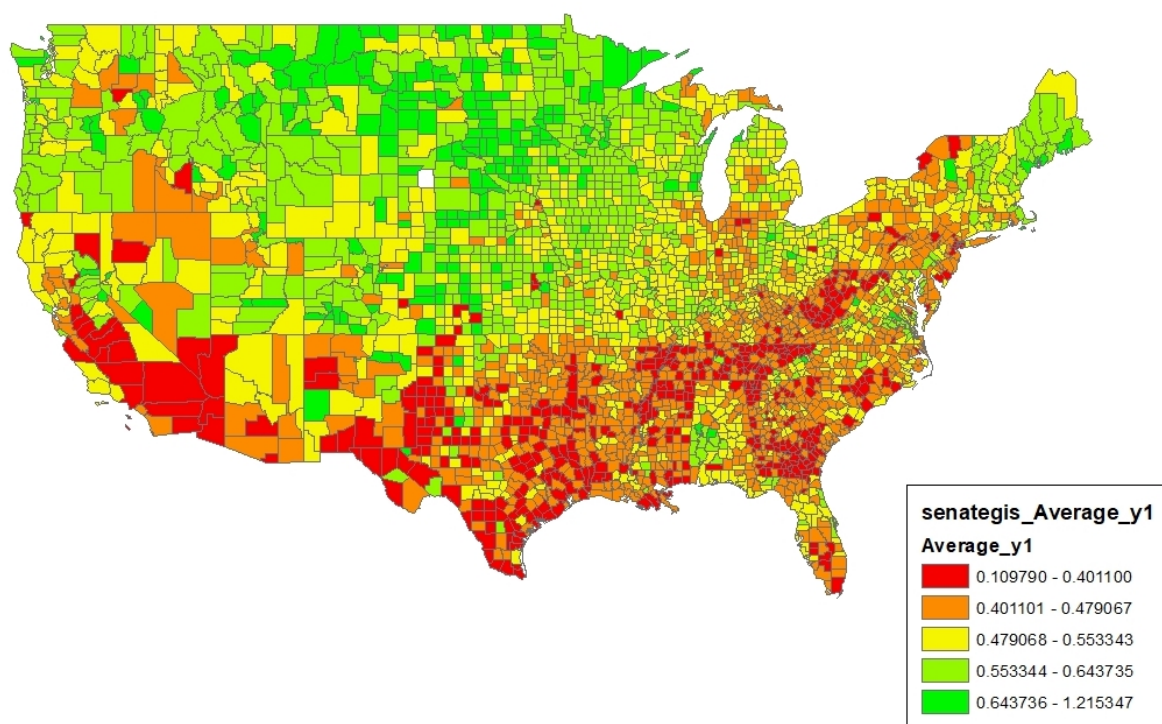 senategis_Average_y1
Average_y1
0.109790 - 0.401100
0.401101 - 0.479067
0.479068 - 0.553343
0.553344 - 0.643735
0.643736 - 1.215347